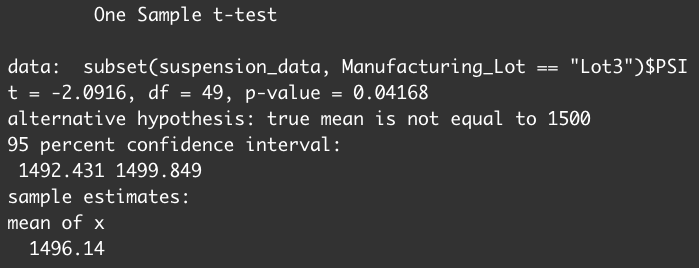 One Sample t-test
data:  subset(suspension_data, Manufacturing_Lot == "Lot3")$PSI
t = -2.0916, df = 49, p-value = 0.04168
alternative hypothesis: true mean is not equal to 1500
95 percent confidence interval:
1492.431 1499.849
sample estimates:
mean of x
1496.14